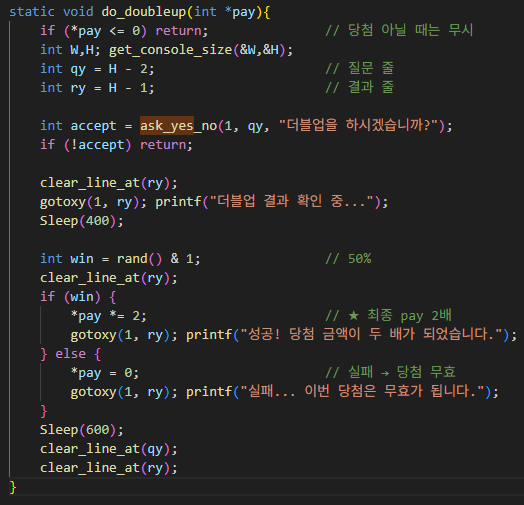 static void do_doubleup(int *pay){
    if (*pay <= 0) return;               // 당첨 아닐 때는 무시
    int W,H; get_console_size(&W,&H);
    int qy = H - 2;                      // 질문 줄
    int ry = H - 1;                      // 결과 줄

    int accept = ask_yes_no(1, qy, "더블업을 하시겠습니까?");
    if (!accept) return;

    clear_line_at(ry);
    gotoxy(1, ry); printf("더블업 결과 확인 중...");
    Sleep(400);

    int win = rand() & 1;                // 50%
    clear_line_at(ry);
    if (win) {
        *pay *= 2;                       // ★ 최종 pay 2배
        gotoxy(1, ry); printf("성공! 당첨 금액이 두 배가 되었습니다.");
    } else {
        *pay = 0;                        // 실패 → 당첨 무효
        gotoxy(1, ry); printf("실패... 이번 당첨은 무효가 됩니다.");
    }
    Sleep(600);
    clear_line_at(qy);
    clear_line_at(ry);
}